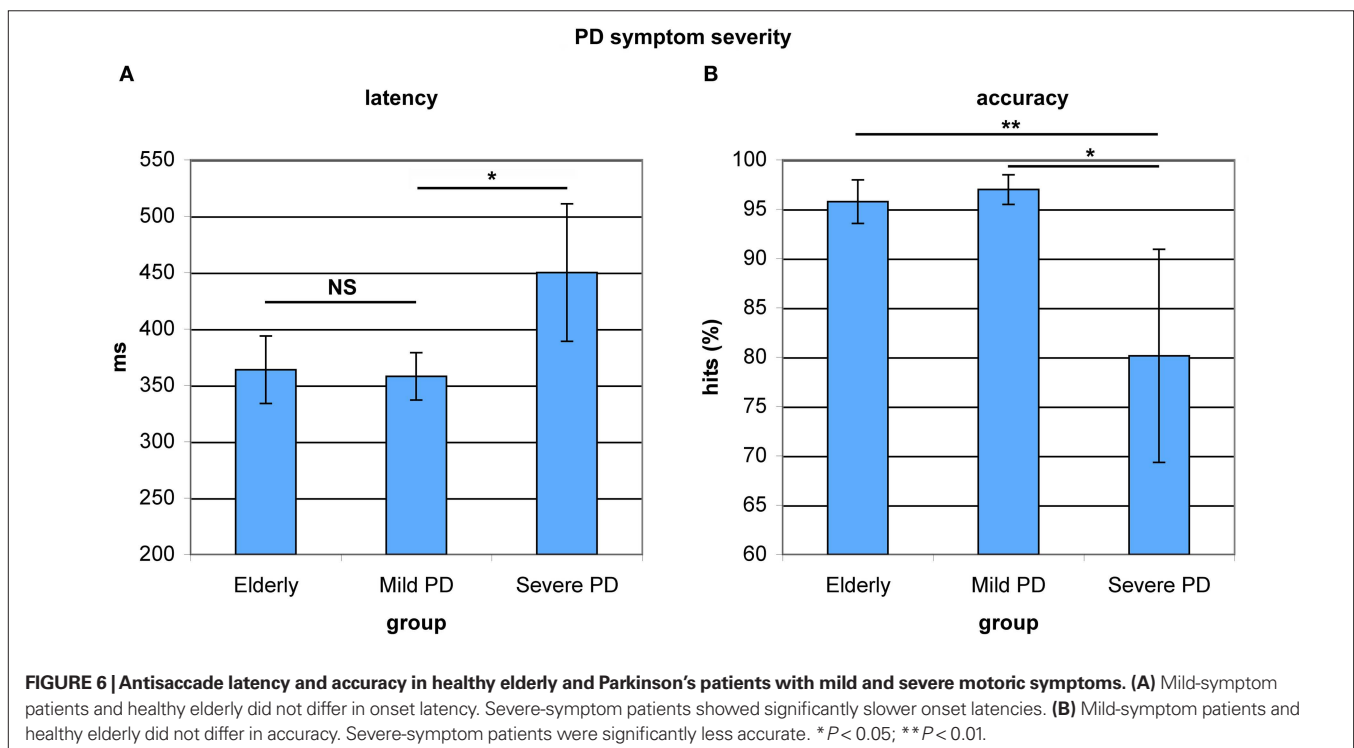 PD symptom severity
A
latency
550
500
450
400
350
300
250
200
ms
*
NS
Elderly Mild PD Severe PD
group
B
accuracy
**
*
100
95
90
85
80
75
70
65
60
hits (%)
Elderly Mild PD Severe PD
group
FIGURE 6 | Antisaccade latency and accuracy in healthy elderly and Parkinson's patients with mild and severe motoric symptoms. (A) Mild-symptom
patients and healthy elderly did not differ in onset latency. Severe-symptom patients showed significantly slower onset latencies. (B) Mild-symptom patients and
healthy elderly did not differ in accuracy. Severe-symptom patients were significantly less accurate. *P < 0.05; **P < 0.01.